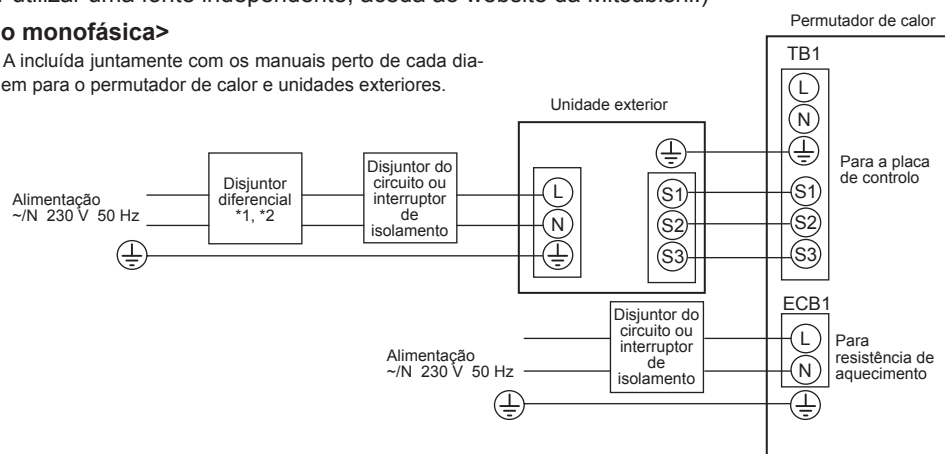 utilizar uma fonte independente, aceda ao website da Mitsubishi.)
o monofásica>
A incluída juntamente com os manuais perto de cada dia-
em para o permutador de calor e unidades exteriores.
Permutador de calor
TB1
L
N
Unidade exterior
Para a placa
de controlo
S1
S2
S3
Alimentação
~/N 230 V 50 Hz
Disjuntor
diferencial
*1, *2
Disjuntor do
circuito ou
interruptor
de
isolamento
L
N
S1
S2
S3
ECB1
L
N
Para
resistência de
aquecimento
Alimentação
~/N 230 V 50 Hz
Disjuntor do
circuito ou
interruptor
de
isolamento